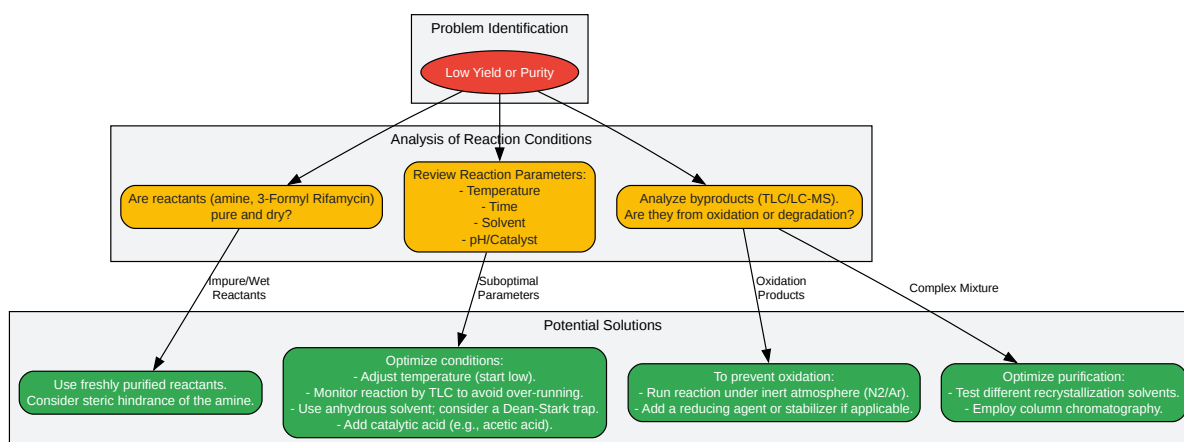 Problem Identification
Low Yield or Purity
Analysis of Reaction Conditions
Are reactants (amine, 3-Formyl Rifamycin)
pure and dry?
Review Reaction Parameters:
- Temperature
- Time
- Solvent
- pH/Catalyst
Analyze byproducts (TLC/LC-MS).
Are they from oxidation or degradation?
Impure/Wet
Reactants
Suboptimal
Parameters
Oxidation
Products
Complex Mixture
Potential Solutions
Use freshly purified reactants.
Consider steric hindrance of the amine.
Optimize conditions:
- Adjust temperature (start low).
- Monitor reaction by TLC to avoid over-running.
- Use anhydrous solvent; consider a Dean-Stark trap.
- Add catalytic acid (e.g., acetic acid).
To prevent oxidation:
- Run reaction under inert atmosphere (N2/Ar).
- Add a reducing agent or stabilizer if applicable.
Optimize purification:
- Test different recrystallization solvents.
- Employ column chromatography.